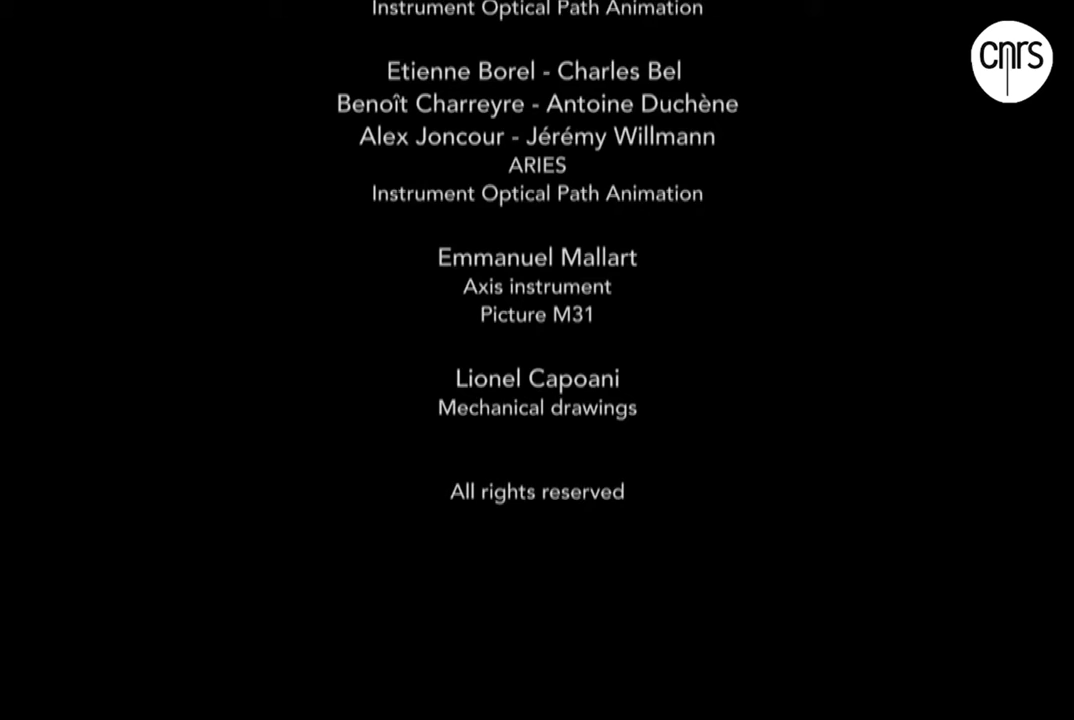 Instrument Optical Path Animation
cnrs
Etienne Borel - Charles Bel
Benoît Charreyre - Antoine Duchène
Alex Joncour - Jérémy Willmann
ARIES
Instrument Optical Path Animation
Emmanuel Mallart
Axis instrument
Picture M31
Lionel Capoani
Mechanical drawings
All rights reserved